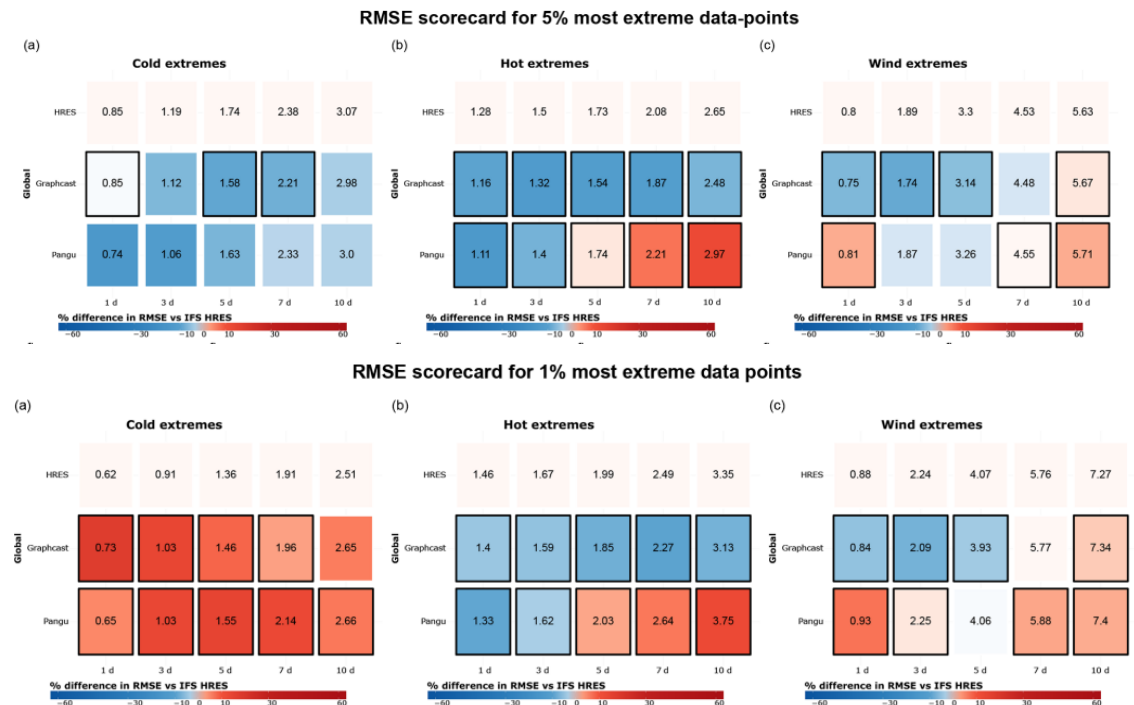 RMSE scorecard for 5% most extreme data-points
(a) (b) (c)
Cold extremes Hot extremes Wind extremes
HRES 0.85 1.19 1.74 2.38 3.07 1.28 1.5 1.73 2.08 2.65 0.8 1.89 3.3 4.53 5.63
Global Graphcast 0.85 1.12 1.58 2.21 2.98 1.16 1.32 1.54 1.87 2.48 0.75 1.74 3.14 4.48 5.67
Pangu 0.74 1.06 1.63 2.33 3.0 1.11 1.4 1.74 2.21 2.97 0.81 1.87 3.26 4.55 5.71
1 d 3 d 5 d 7 d 10 d 1 d 3 d 5 d 7 d 10 d 1 d 3 d 5 d 7 d 10 d
% difference in RMSE vs IFS HRES % difference in RMSE vs IFS HRES % difference in RMSE vs IFS HRES
−60 −30 −10 0 10 30 60 −60 −30 −10 0 10 30 60 −60 −30 −10 0 10 30 60
RMSE scorecard for 1% most extreme data points
(a) (b) (c)
Cold extremes Hot extremes Wind extremes
HRES 0.62 0.91 1.36 1.91 2.51 HRES 1.46 1.67 1.99 2.49 3.35 HRES 0.88 2.24 4.07 5.76 7.27
Global Graphcast 0.73 1.03 1.46 1.96 2.65 Global Graphcast 1.4 1.59 1.85 2.27 3.13 Global Graphcast 0.84 2.09 3.93 5.77 7.34
Pangu 0.65 1.03 1.55 2.14 2.66 Pangu 1.33 1.62 2.03 2.64 3.75 Pangu 0.93 2.25 4.06 5.88 7.4
1 d 3 d 5 d 7 d 10 d 1 d 3 d 5 d 7 d 10 d 1 d 3 d 5 d 7 d 10 d
% difference in RMSE vs IFS HRES % difference in RMSE vs IFS HRES % difference in RMSE vs IFS HRES
−60 −30 −10 0 10 30 60 −60 −30 −10 0 10 30 60 −60 −30 −10 0 10 30 60